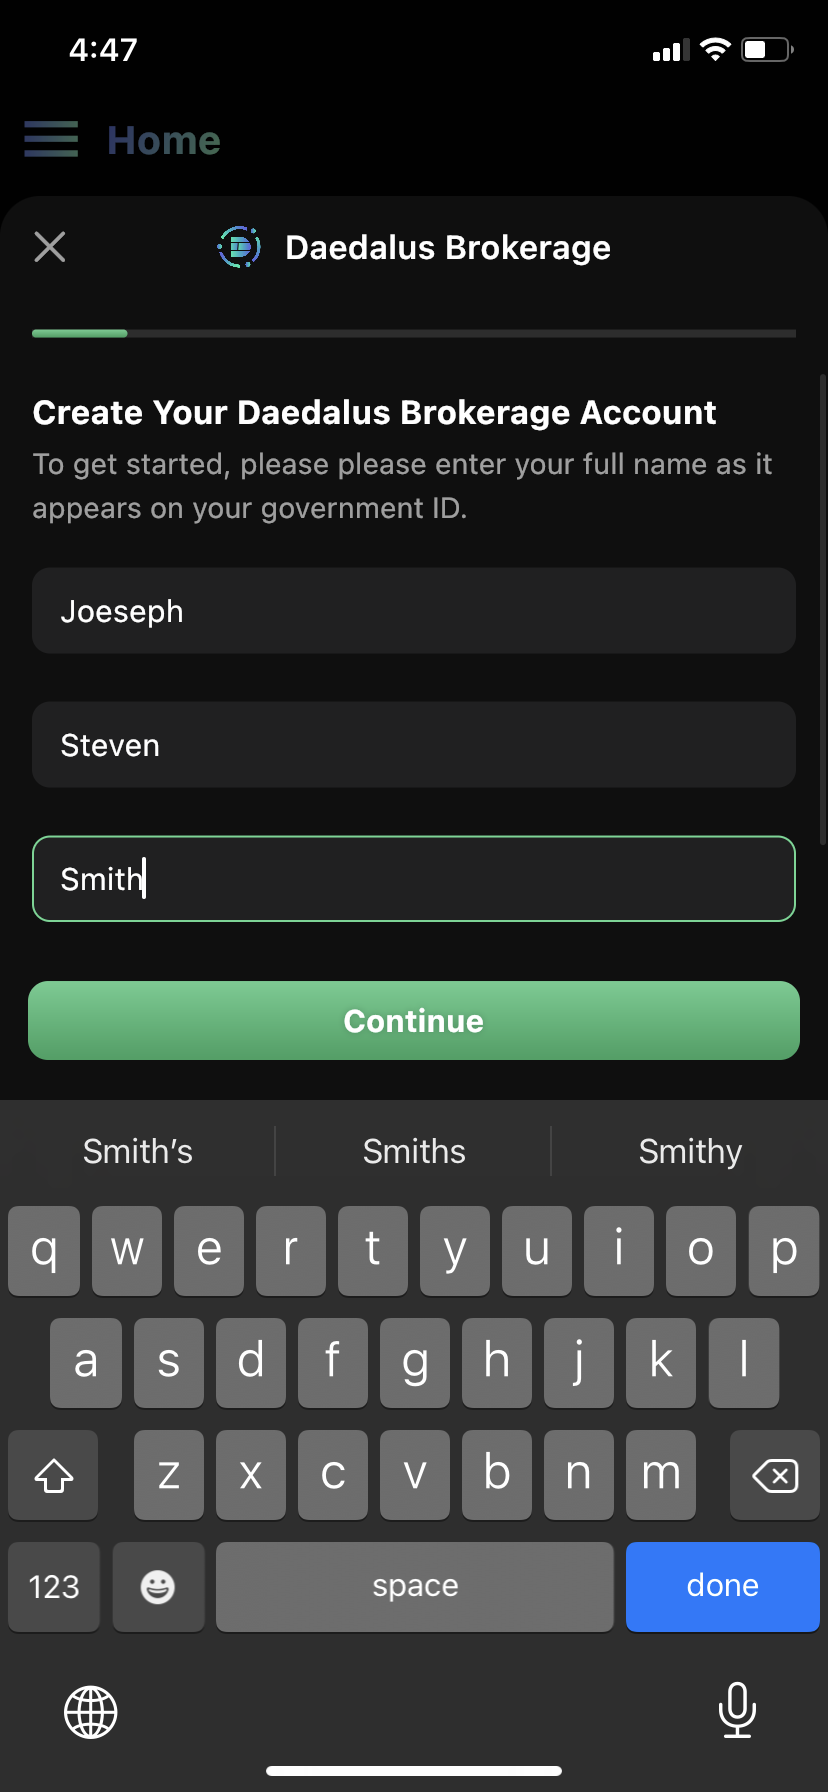 4:47
Home
Daedalus Brokerage
Create Your Daedalus Brokerage Account
To get started, please please enter your full name as it
appears on your government ID.
Joeseph
Steven
Smith
Continue
Smith’s Smiths Smithy
q w e r t y u i o p
a s d f g h j k l
z x c v b n m
123 space done